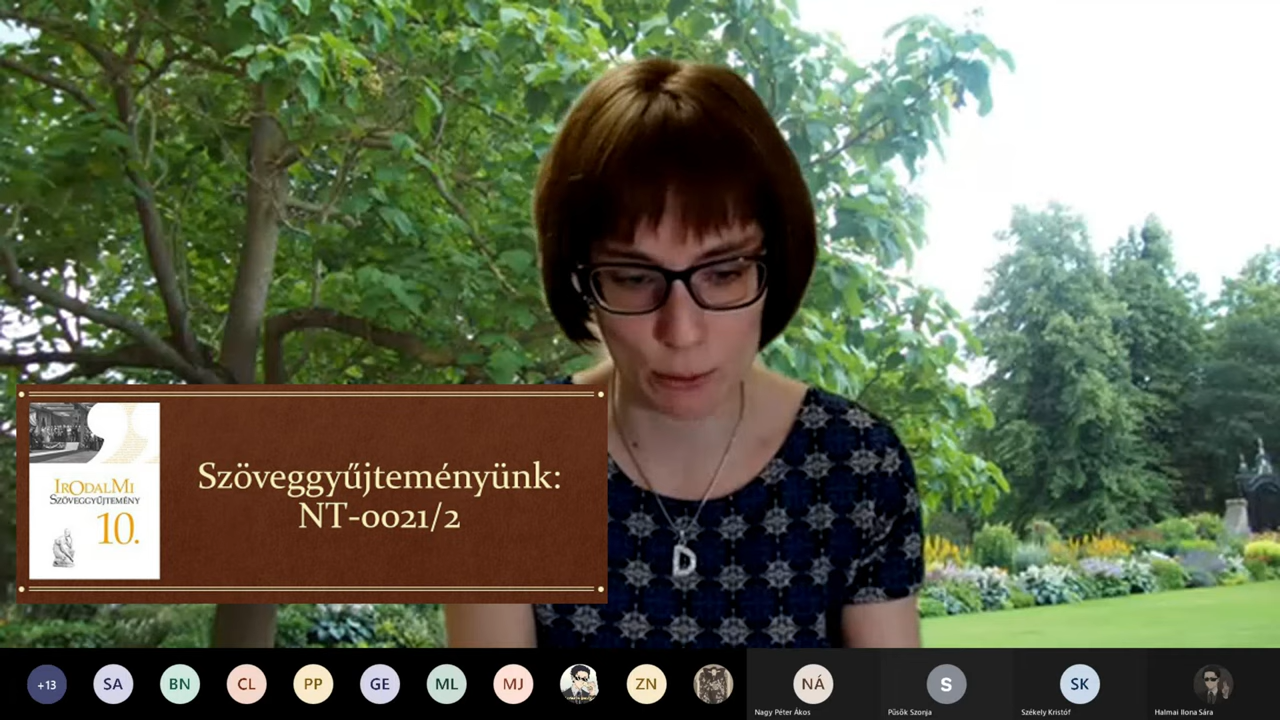 IRODALMI
SZÖVEGGYŰJTEMÉNY
10.
Szöveggyűjteményünk:
NT-0021/2
D
+13
SA
BN
CL
PP
GE
ML
MJ
ZN
NÁ
S
SK
Nagy Péter Ákos
Pűsök Szonja
Székely Kristóf
Halmai Ilona Sára